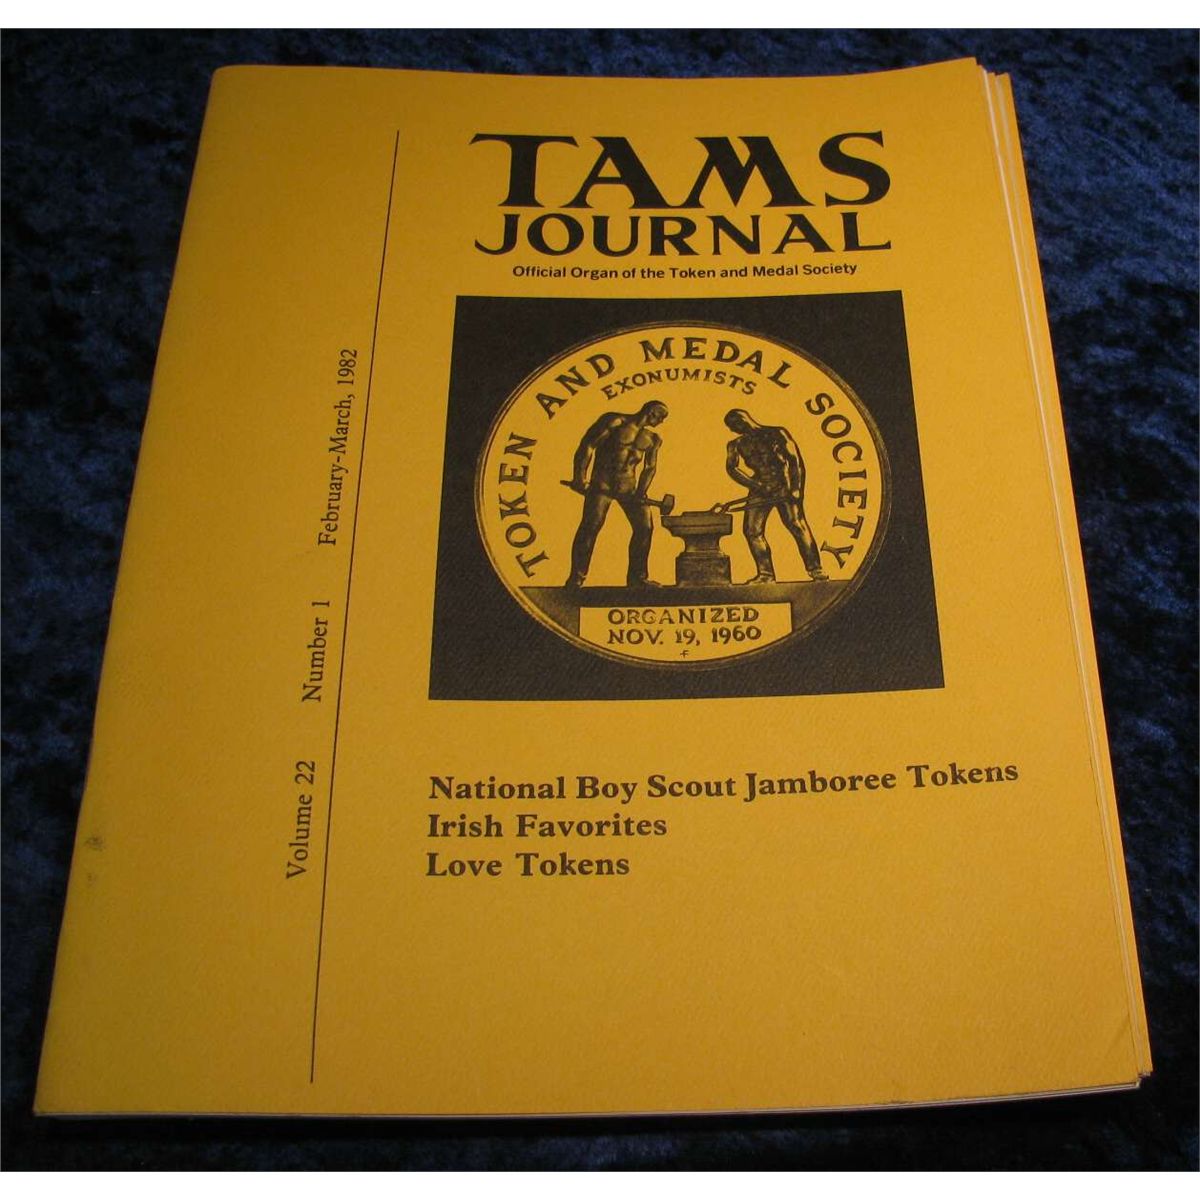 TAMS
JOURNAL
Official Organ of the Token and Medal Society
TOKEN AND MEDAL SOCIETY
EXONUMISTS
ORGANIZED
NOV. 19, 1960
F
Volume 22 Number 1 February-March, 1982
National Boy Scout Jamboree Tokens
Irish Favorites
Love Tokens